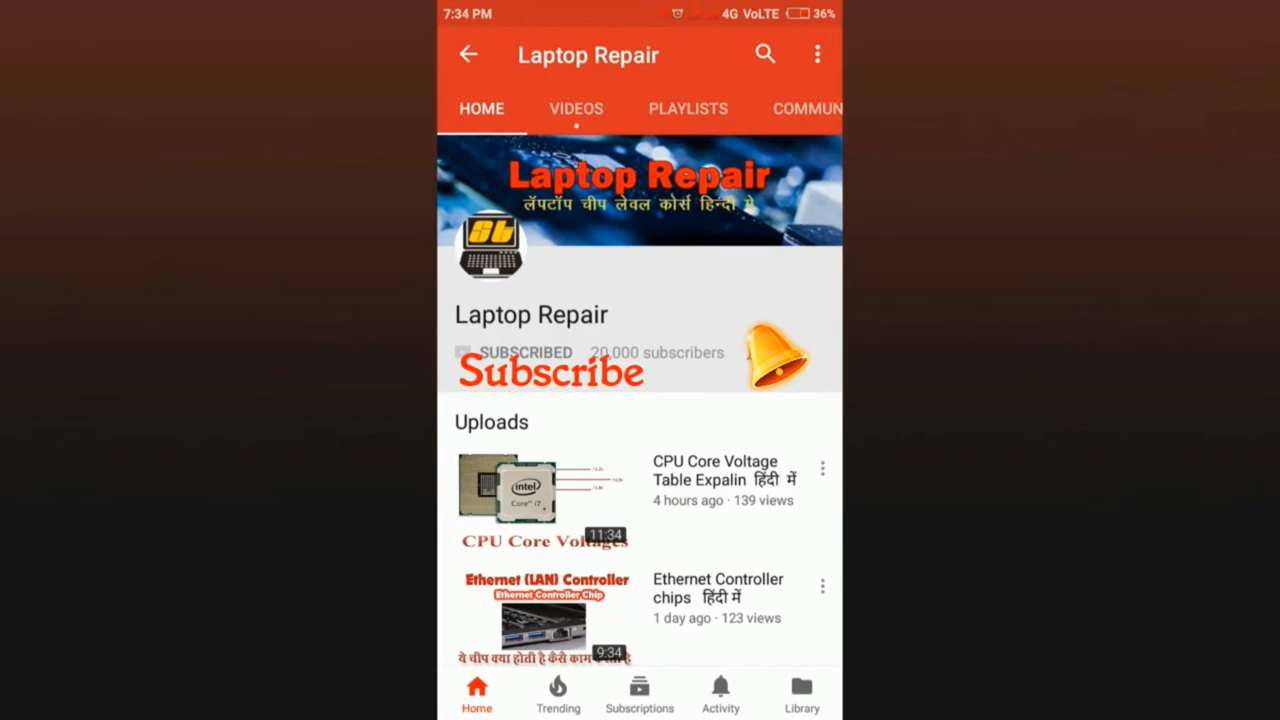 7:34 PM 4G VoLTE 36%
Laptop Repair
HOME VIDEOS PLAYLISTS COMMUN
Laptop Repair
लॅपटॉप चीप लेवल कोर्स हिन्दी मे
Laptop Repair
SUBSCRIBED 20,000 subscribers
Subscribe
Uploads
intel
Core i7
11:34
CPU Core Voltages
CPU Core Voltage
Table Expalin हिंदी में
4 hours ago · 139 views
Ethernet (LAN) Controller
Ethernet Controller Chip
9:34
ये चीप क्या होती है कैसे काम करती है
Ethernet Controller
chips हिंदी में
1 day ago · 123 views
Home Trending Subscriptions Activity Library